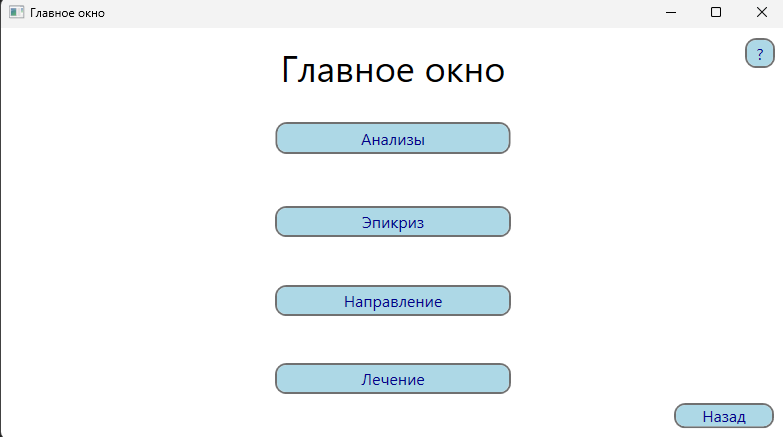 Главное окно
?
Главное окно
Анализы
Эпикриз
Направление
Лечение
Назад